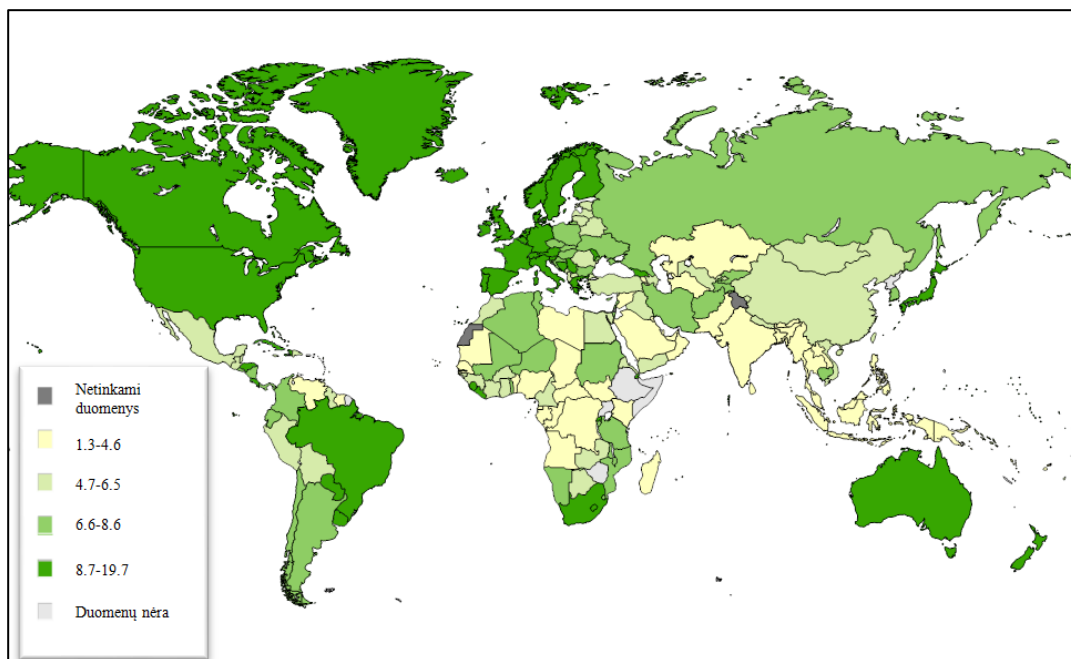 Netinkami
duomenys
1.3-4.6
4.7-6.5
6.6-8.6
8.7-19.7
Duomenų nėra